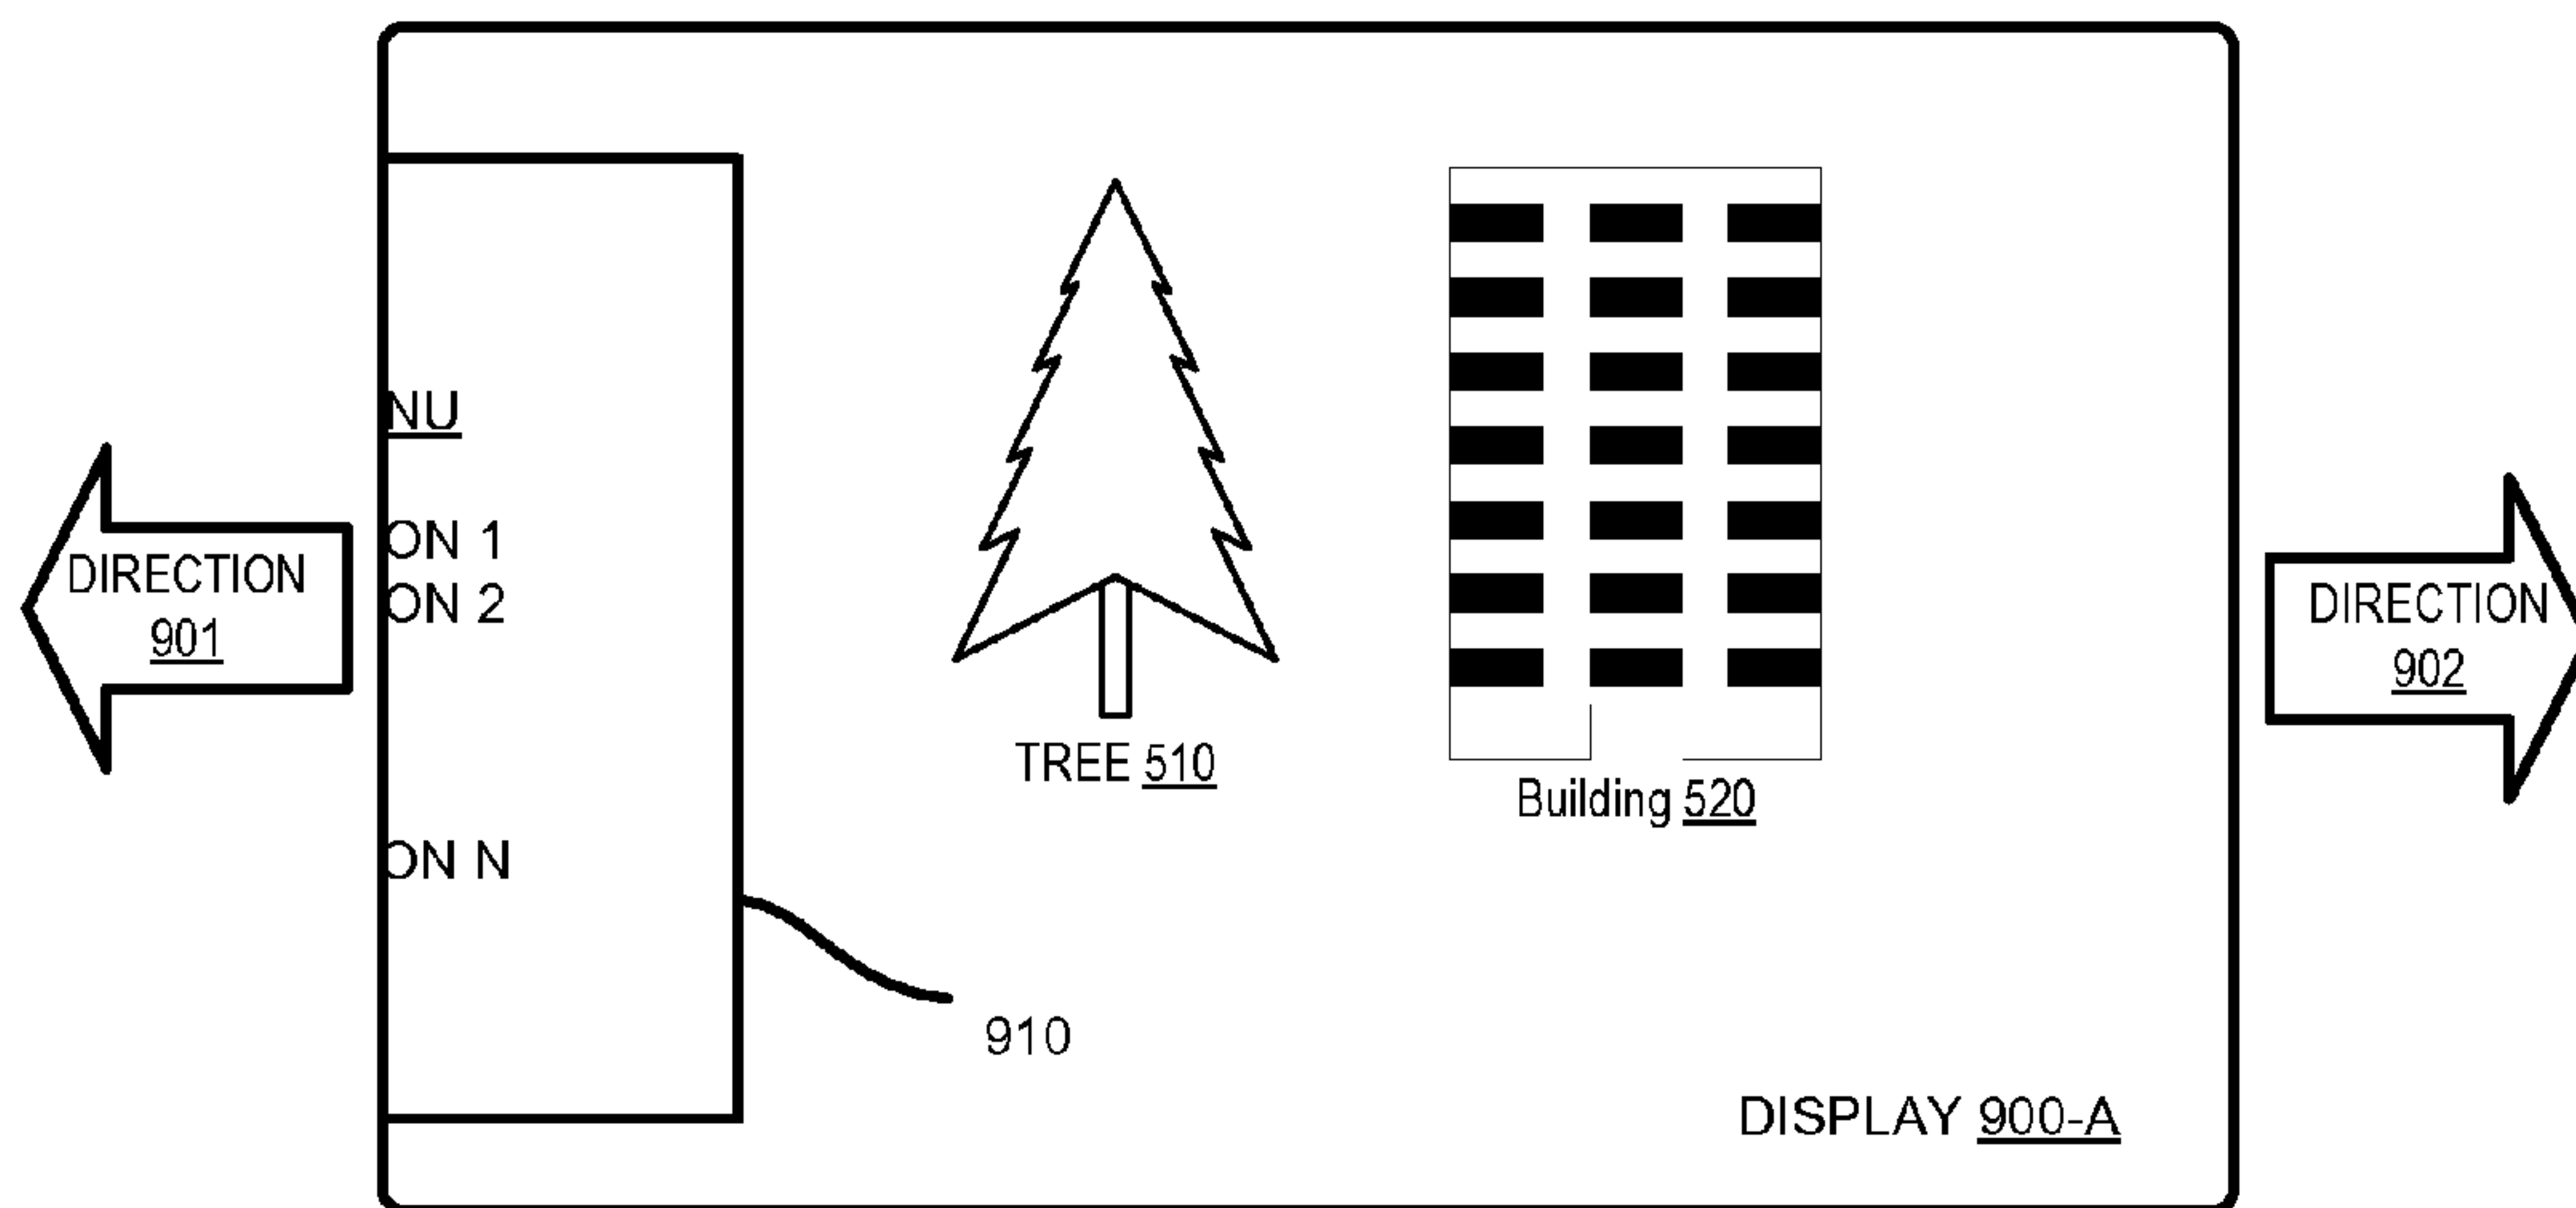 NU
ON 1
ON 2
ON N
DIRECTION
901
TREE 510
Building 520
910
DISPLAY 900-A
DIRECTION
902